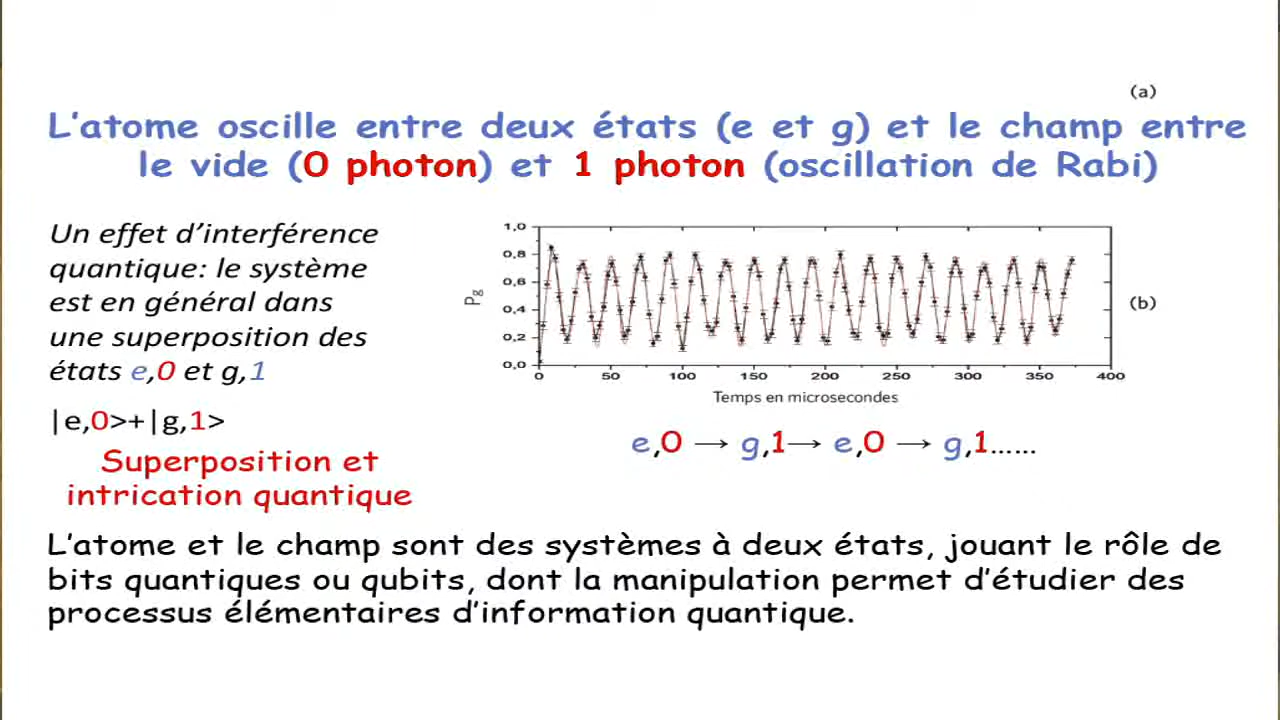 (a)
L'atome oscille entre deux états (e et g) et le champ entre
le vide (0 photon) et 1 photon (oscillation de Rabi)
Un effet d'interférence
quantique: le système
est en général dans
une superposition des
états e,0 et g,1
|e,0>+|g,1>
Superposition et
intrication quantique
1,0
0,8
0,6
0,4
0,2
0,0
Pg
0 50 100 150 200 250 300 350 400
Temps en microsecondes
(b)
e,0 → g,1→ e,0 → g,1......
L'atome et le champ sont des systèmes à deux états, jouant le rôle de
bits quantiques ou qubits, dont la manipulation permet d'étudier des
processus élémentaires d'information quantique.